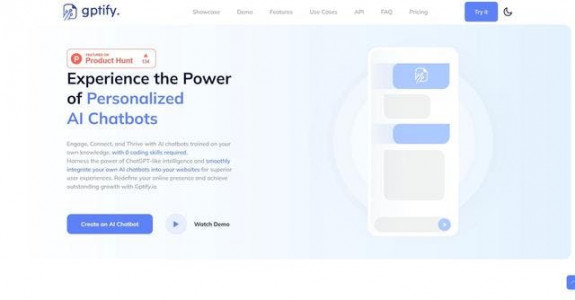 gptify.
Showcase Demo Features Use Cases API FAQ Pricing Try it
FEATURED ON
Product Hunt 134
Experience the Power
of Personalized
AI Chatbots
Engage, Connect, and Thrive with AI chatbots trained on your
own knowledge, with 0 coding skills required.
Harness the power of ChatGPT-like intelligence and smoothly
integrate your own AI chatbots into your websites for superior
user experiences. Redefine your online presence and achieve
outstanding growth with Gptify.io
Create an AI Chatbot Watch Demo